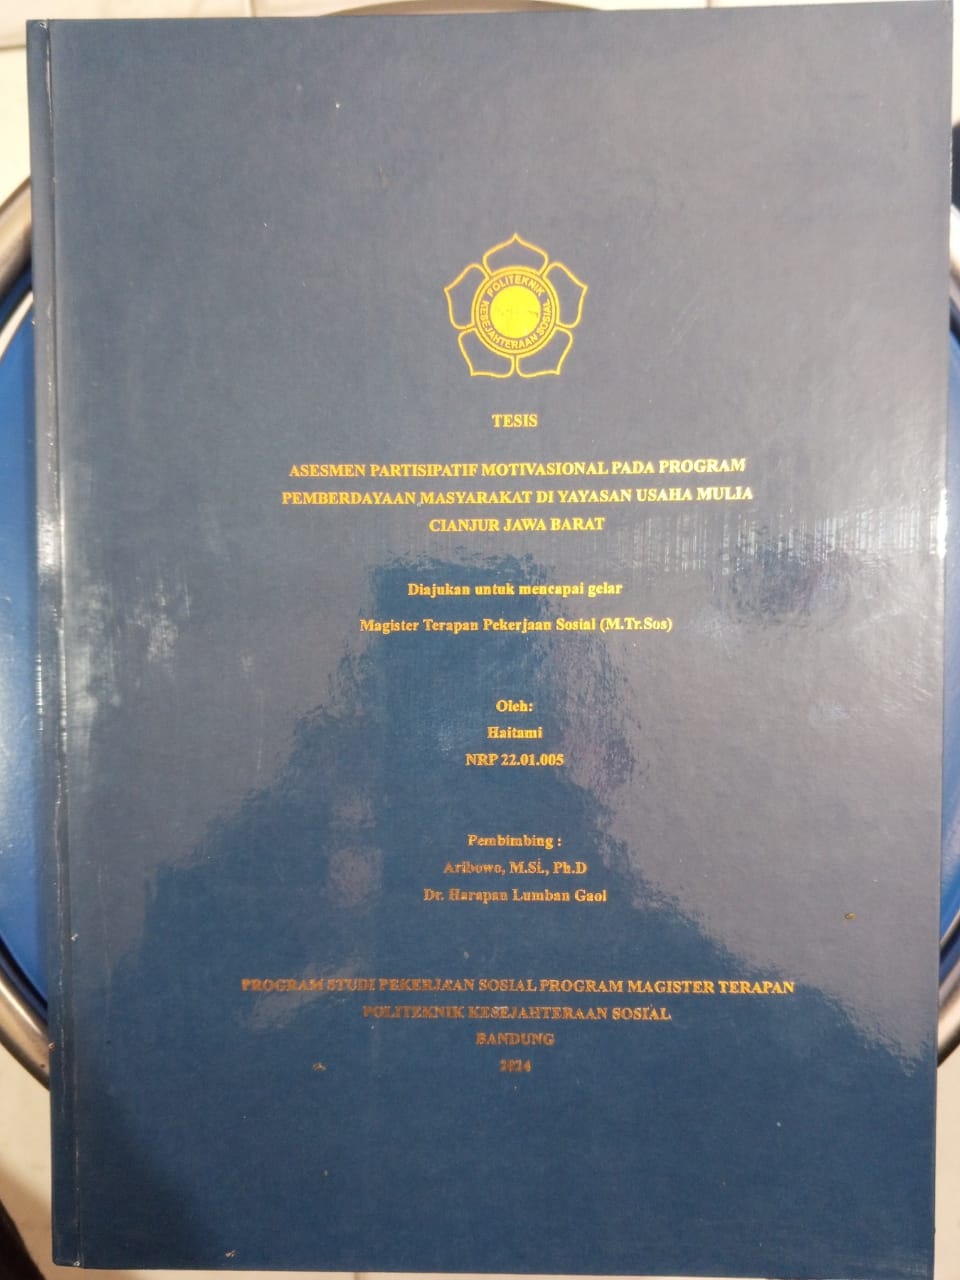 POLITEKNIK
KESEJAHTERAAN SOSIAL
TESIS
ASESMEN PARTISIPATIF MOTIVASIONAL PADA PROGRAM
PEMBERDAYAAN MASYARAKAT DI YAYASAN USAHA MULIA
CIANJUR JAWA BARAT
Diajukan untuk mencapai gelar
Magister Terapan Pekerjaan Sosial (M.Tr.Sos)
Oleh:
Haitami
NRP 22.01.005
Pembimbing :
Aribowo, M.Si., Ph.D
Dr. Harapan Lumban Gaol
PROGRAM STUDI PEKERJAAN SOSIAL PROGRAM MAGISTER TERAPAN
POLITEKNIK KESEJAHTERAAN SOSIAL
BANDUNG
2024